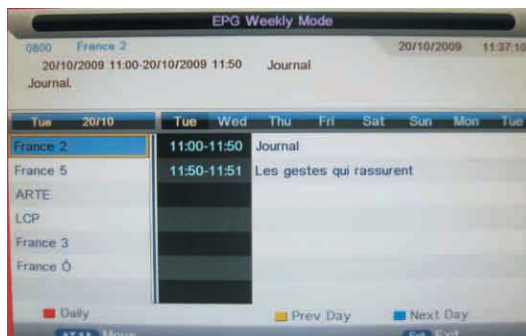 EPG Weekly Mode
0800 France 2 20/10/2009 11:37:10
20/10/2009 11:00-20/10/2009 11:50 Journal
Journal.
Tue 20/10 Tue Wed Thu Fri Sat Sun Mon Tue
France 2 11:00-11:50 Journal
France 5 11:50-11:51 Les gestes qui rassurent
ARTE
LCP
France 3
France Ô
Daily Prev Day Next Day
Move Exit